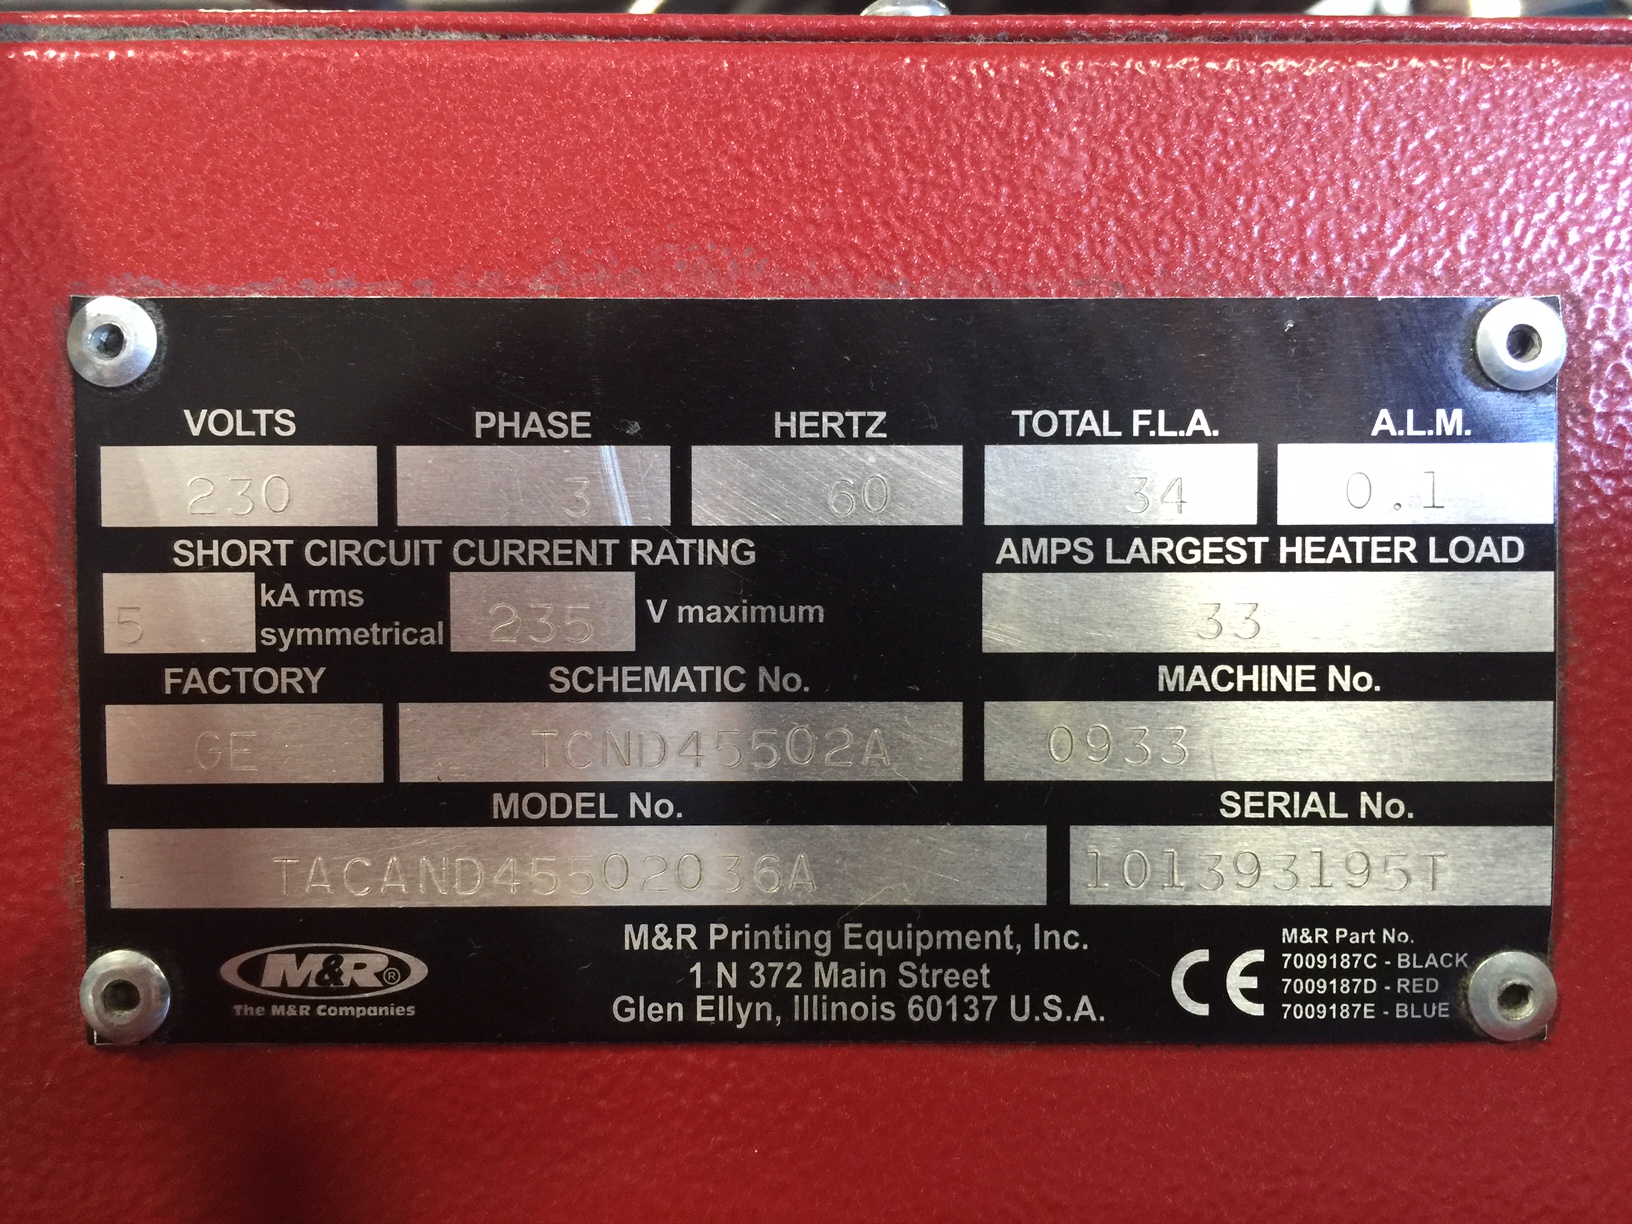 VOLTS PHASE HERTZ TOTAL F.L.A. A.L.M.
230 3 60 34 0.1
SHORT CIRCUIT CURRENT RATING AMPS LARGEST HEATER LOAD
5 kA rms symmetrical 235 V maximum 33
FACTORY SCHEMATIC No. MACHINE No.
GE TCND45502A 0933
MODEL No. SERIAL No.
TACAND45502036A 101393195T
M&R®
The M&R Companies
M&R Printing Equipment, Inc.
1 N 372 Main Street
Glen Ellyn, Illinois 60137 U.S.A.
CE
M&R Part No.
7009187C - BLACK
7009187D - RED
7009187E - BLUE